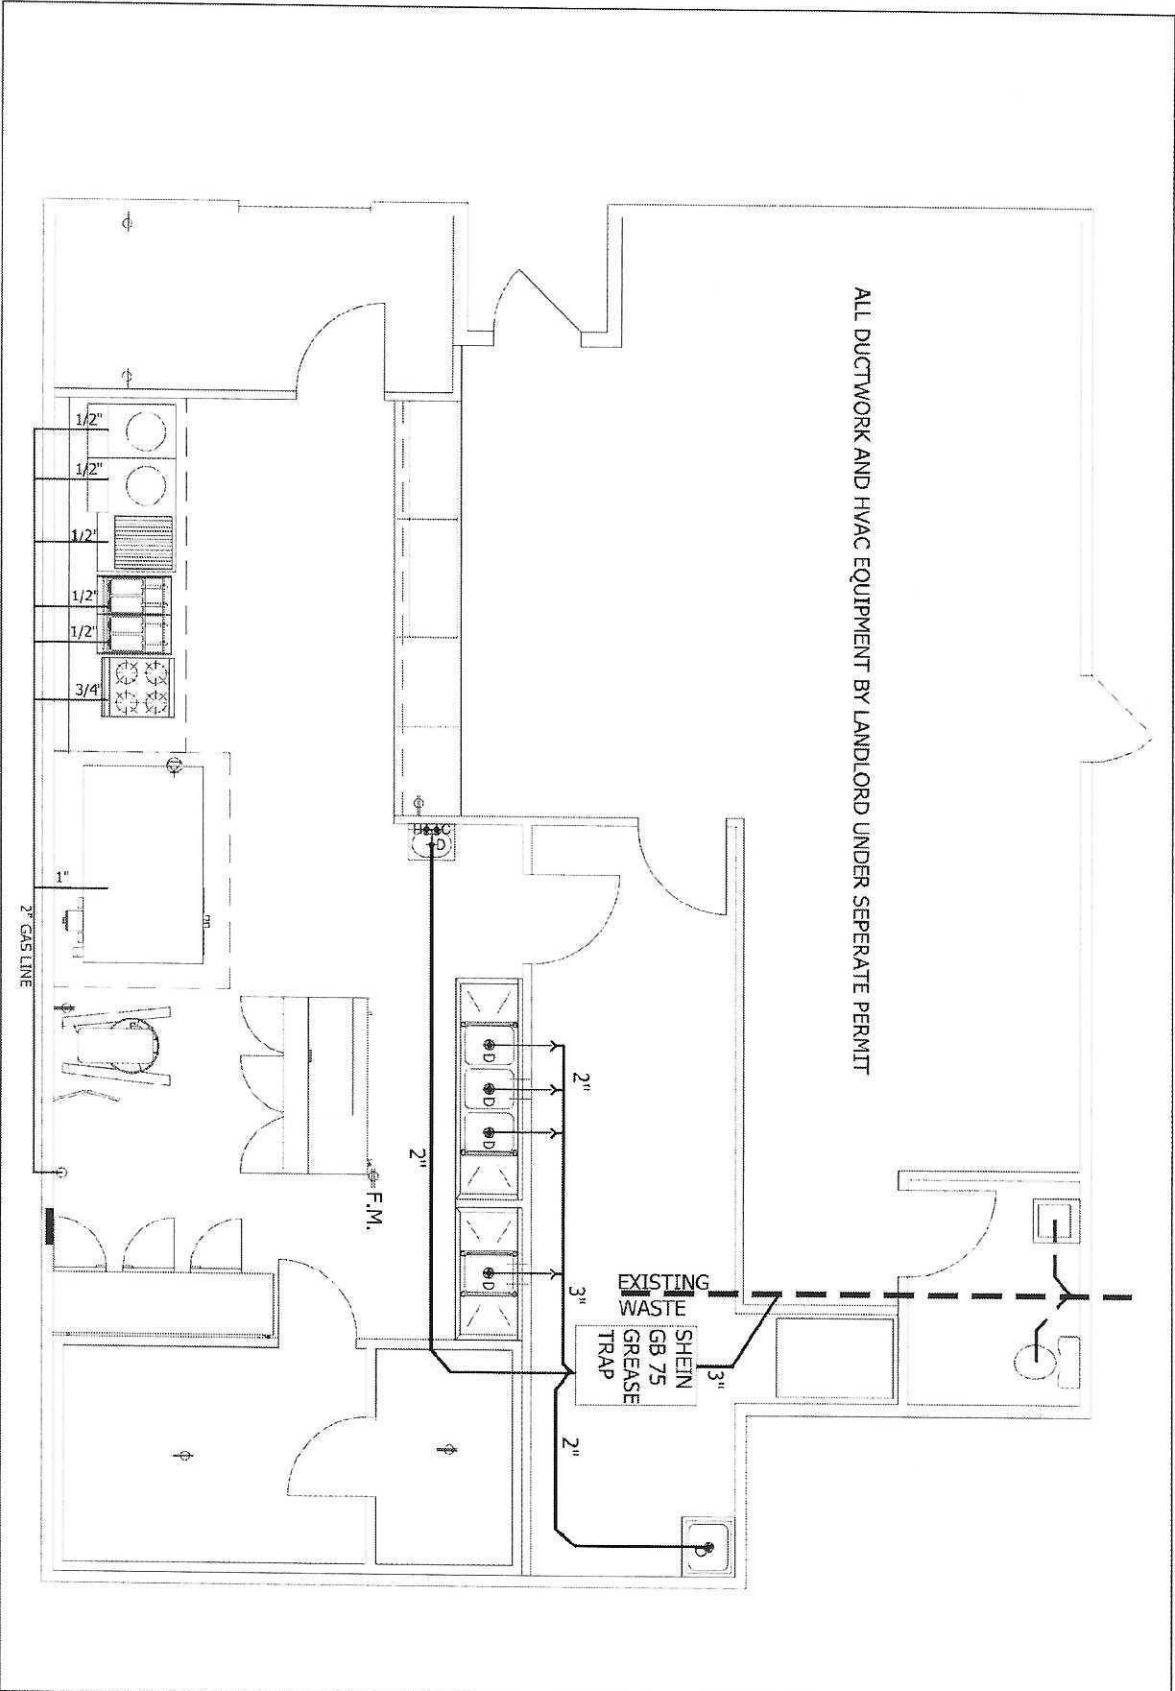 ALL DUCTWORK AND HVAC EQUIPMENT BY LANDLORD UNDER SEPERATE PERMIT
1/2"
1/2"
1/2"
1/2"
1/2"
3/4"
1"
2" GAS LINE
H
C
D
D
D
D
D
2"
2"
3"
F.M.
EXISTING
WASTE
SHEIN
GB 75
GREASE
TRAP
3"
2"
D